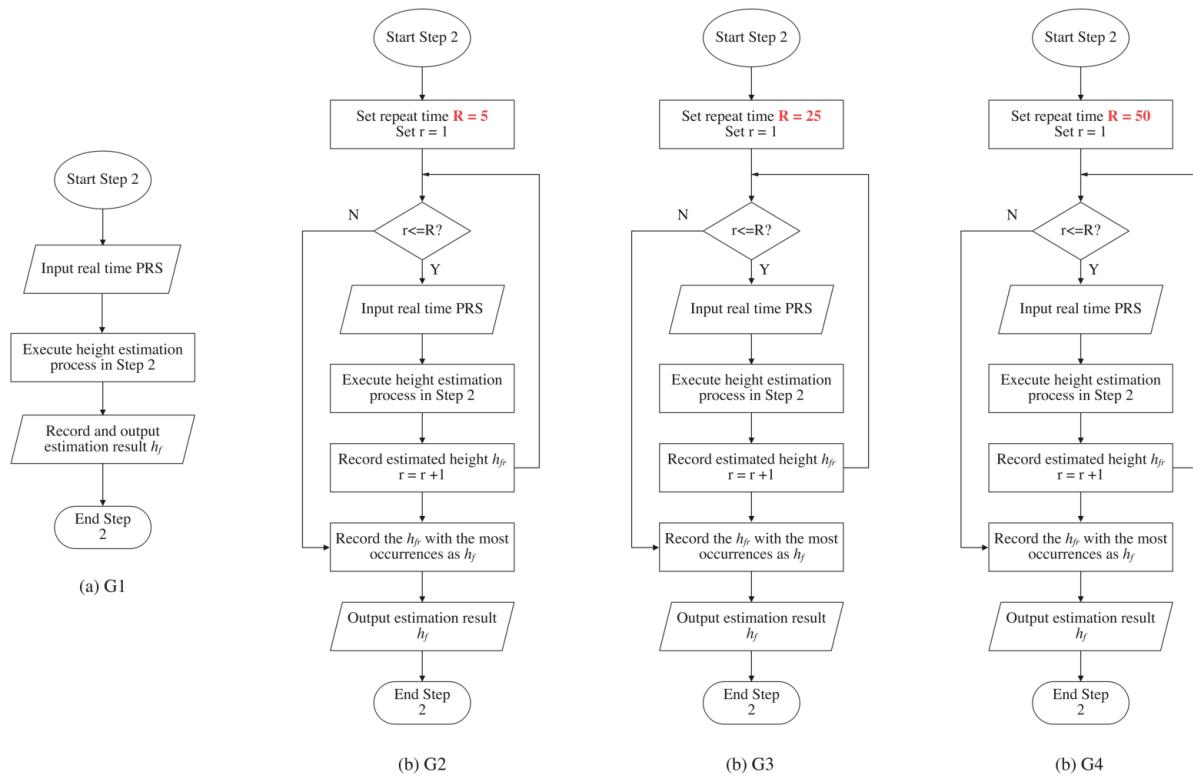 Start Step 2
Input real time PRS
Execute height estimation
process in Step 2
Record and output
estimation result hf
End Step
2
(a) G1
Start Step 2
Set repeat time R = 5
Set r = 1
N
r<=R?
Y
Input real time PRS
Execute height estimation
process in Step 2
Record estimated height hfr
r = r +1
Record the hfr with the most
occurrences as hf
Output estimation result
hf
End Step
2
(b) G2
Start Step 2
Set repeat time R = 25
Set r = 1
N
r<=R?
Y
Input real time PRS
Execute height estimation
process in Step 2
Record estimated height hfr
r = r +1
Record the hfr with the most
occurrences as hf
Output estimation result
hf
End Step
2
(b) G3
Start Step 2
Set repeat time R = 50
Set r = 1
N
r<=R?
Y
Input real time PRS
Execute height estimation
process in Step 2
Record estimated height hfr
r = r +1
Record the hfr with the most
occurrences as hf
Output estimation result
hf
End Step
2
(b) G4